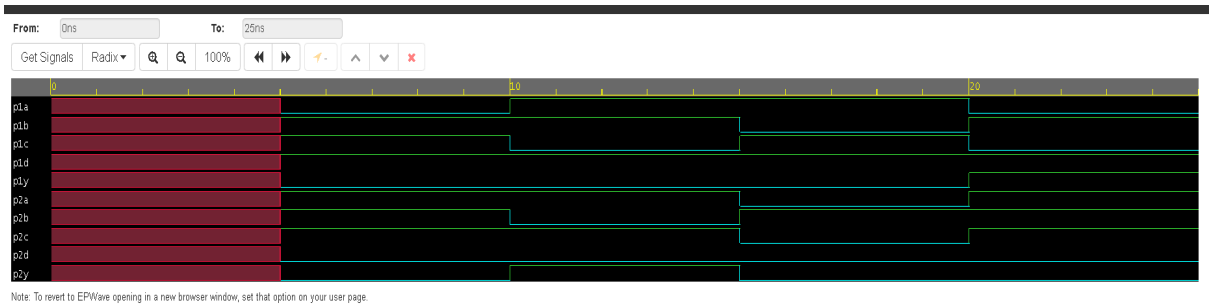 From: 0ns To: 25ns
Get Signals Radix 100%
0 10 20
p1a
p1b
p1c
p1d
p1y
p2a
p2b
p2c
p2d
p2y
Note: To revert to EPWave opening in a new browser window, set that option on your user page.